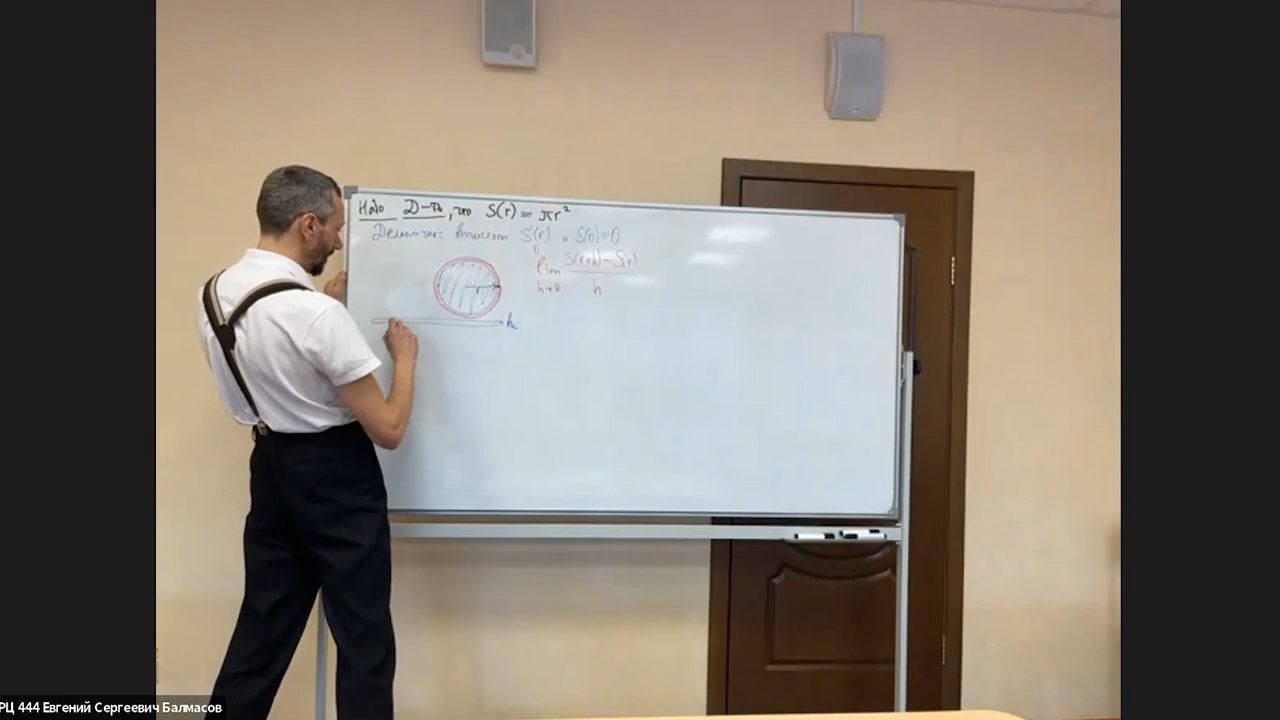 Надо Д-ть, что S(r) = πr²
Делаем так: вычислим S'(r) и S(0)=0
||
lim S(r+h) - S(r)
h→0 h
r
h
РЦ 444 Евгений Сергеевич Балмасов